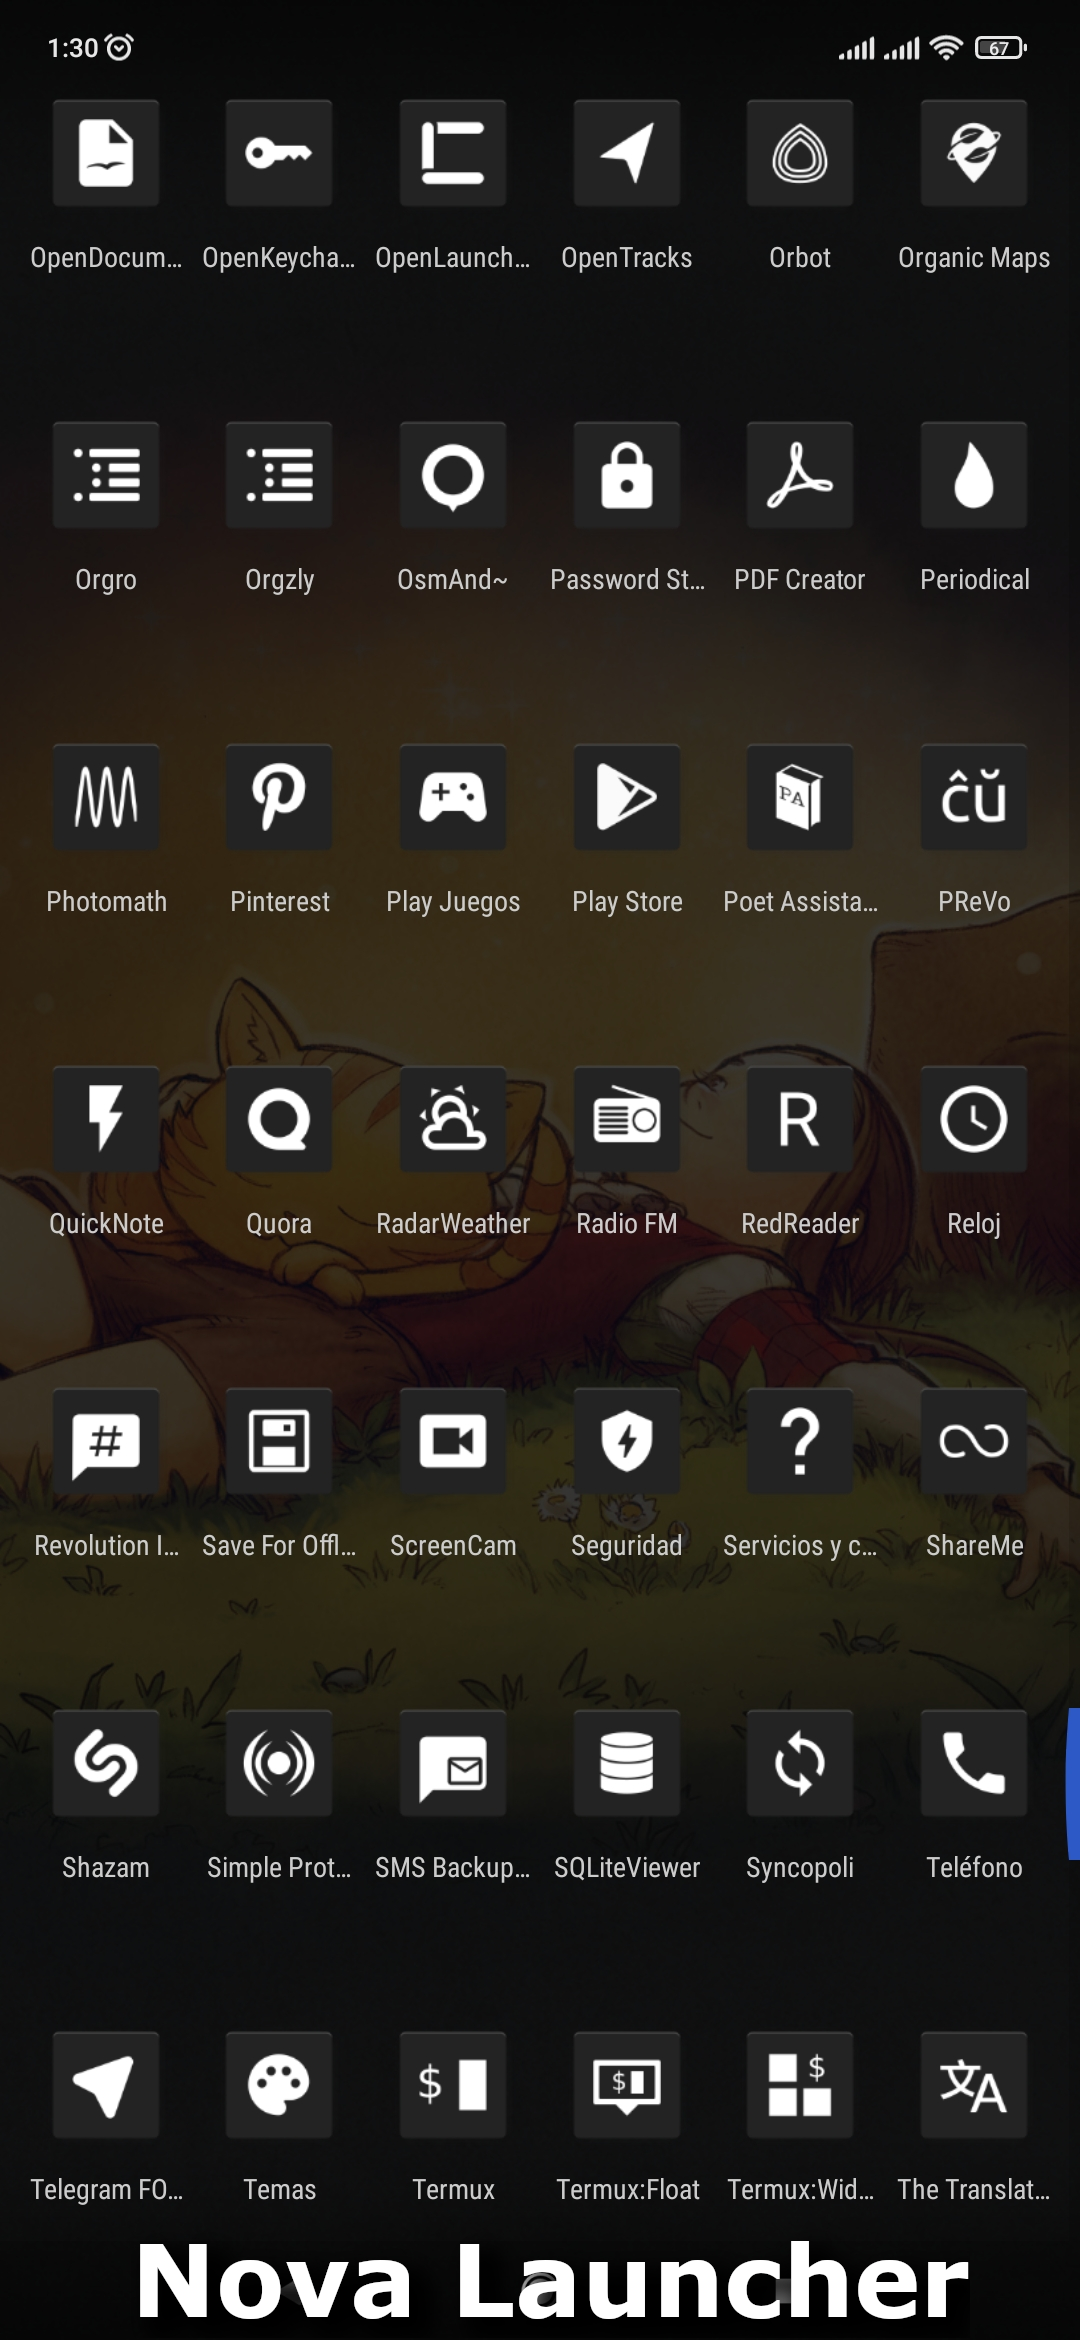 1:30 67
OpenDocum... OpenKeycha... OpenLaunch... OpenTracks Orbot Organic Maps
Orgro Orgzly OsmAnd~ Password St... PDF Creator Periodical
PA ĉŭ
Photomath Pinterest Play Juegos Play Store Poet Assista... PReVo
R
QuickNote Quora RadarWeather Radio FM RedReader Reloj
# ?
Revolution I... Save For Offl... ScreenCam Seguridad Servicios y c... ShareMe
Shazam Simple Prot... SMS Backup... SQLiteViewer Syncopoli Teléfono
$ $ $ 文A
Telegram FO... Temas Termux Termux:Float Termux:Wid... The Translat...
Nova Launcher